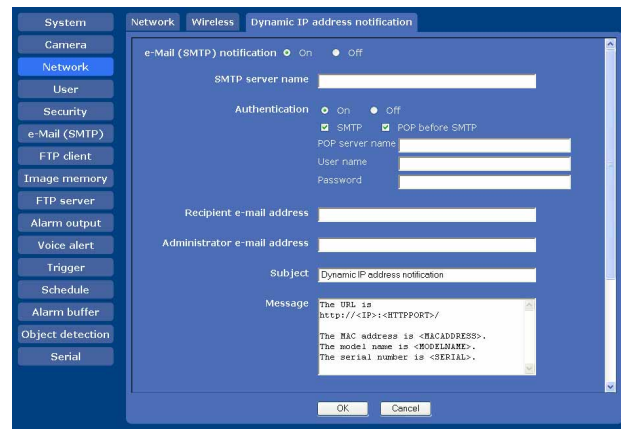 System
Camera
Network
User
Security
e-Mail (SMTP)
FTP client
Image memory
FTP server
Alarm output
Voice alert
Trigger
Schedule
Alarm buffer
Object detection
Serial
Network Wireless Dynamic IP address notification
e-Mail (SMTP) notification On Off
SMTP server name
Authentication On Off
SMTP POP before SMTP
POP server name
User name
Password
Recipient e-mail address
Administrator e-mail address
Subject Dynamic IP address notification
Message The URL is
http://<IP>:<HTTPPORT>/
The MAC address is <MACADDRESS>.
The model name is <MODELNAME>.
The serial number is <SERIAL>.
OK Cancel